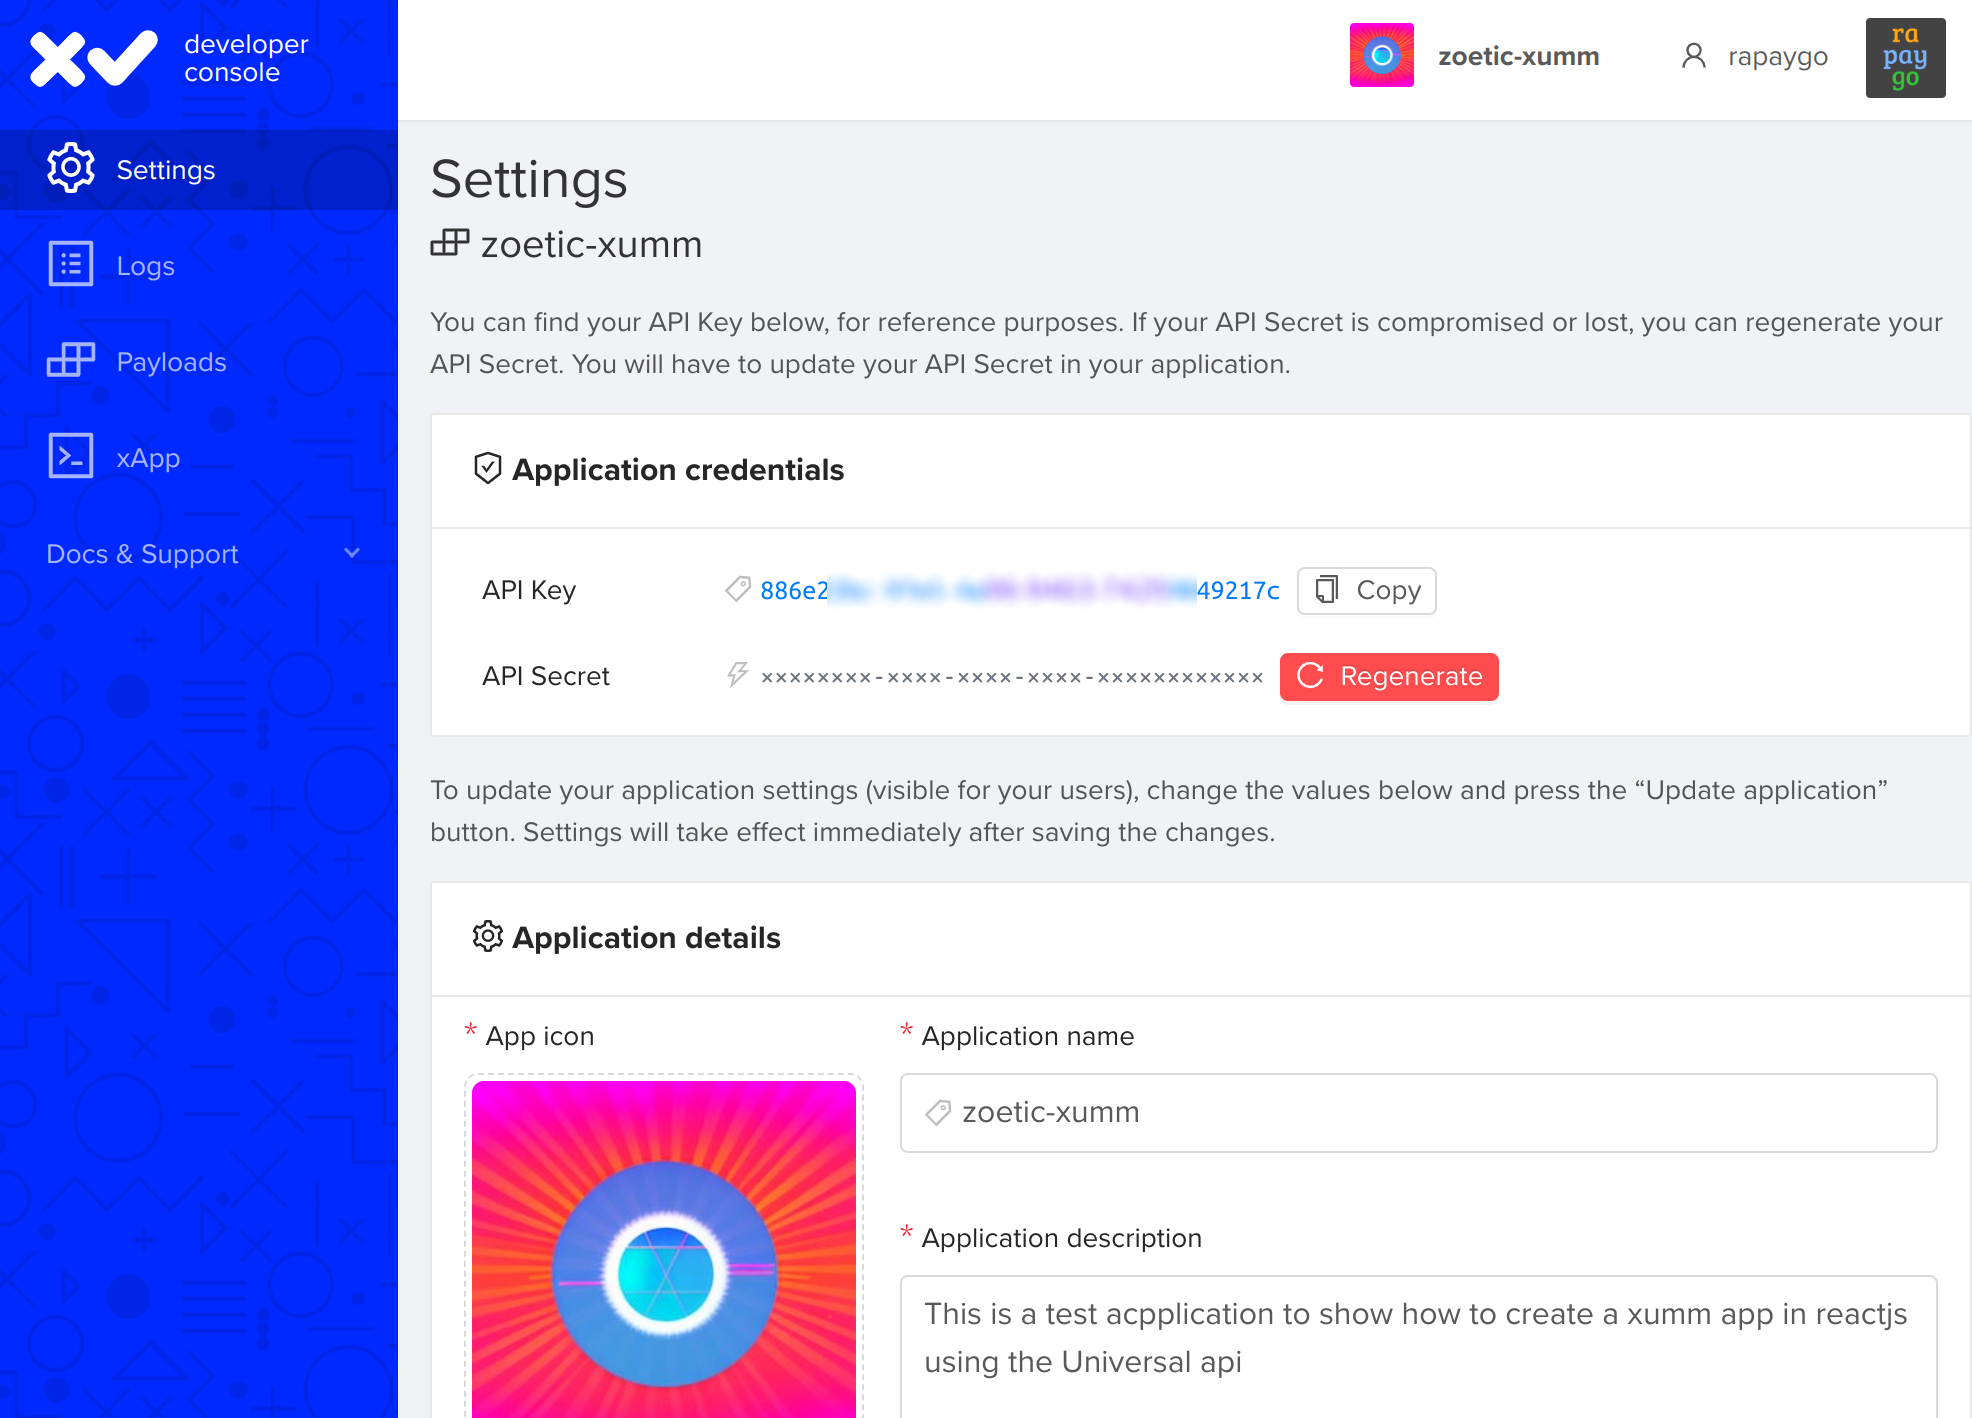 developer
console
zoetic-xumm
rapaygo
ra
pay
go
Settings
Logs
Payloads
xApp
Docs & Support
Settings
zoetic-xumm
You can find your API Key below, for reference purposes. If your API Secret is compromised or lost, you can regenerate your
API Secret. You will have to update your API Secret in your application.
Application credentials
API Key 886e2 49217c Copy
API Secret xxxxxxxx-xxxx-xxxx-xxxx-xxxxxxxxxxxx Regenerate
To update your application settings (visible for your users), change the values below and press the “Update application”
button. Settings will take effect immediately after saving the changes.
Application details
* App icon
* Application name
zoetic-xumm
* Application description
This is a test acpplication to show how to create a xumm app in reactjs
using the Universal api